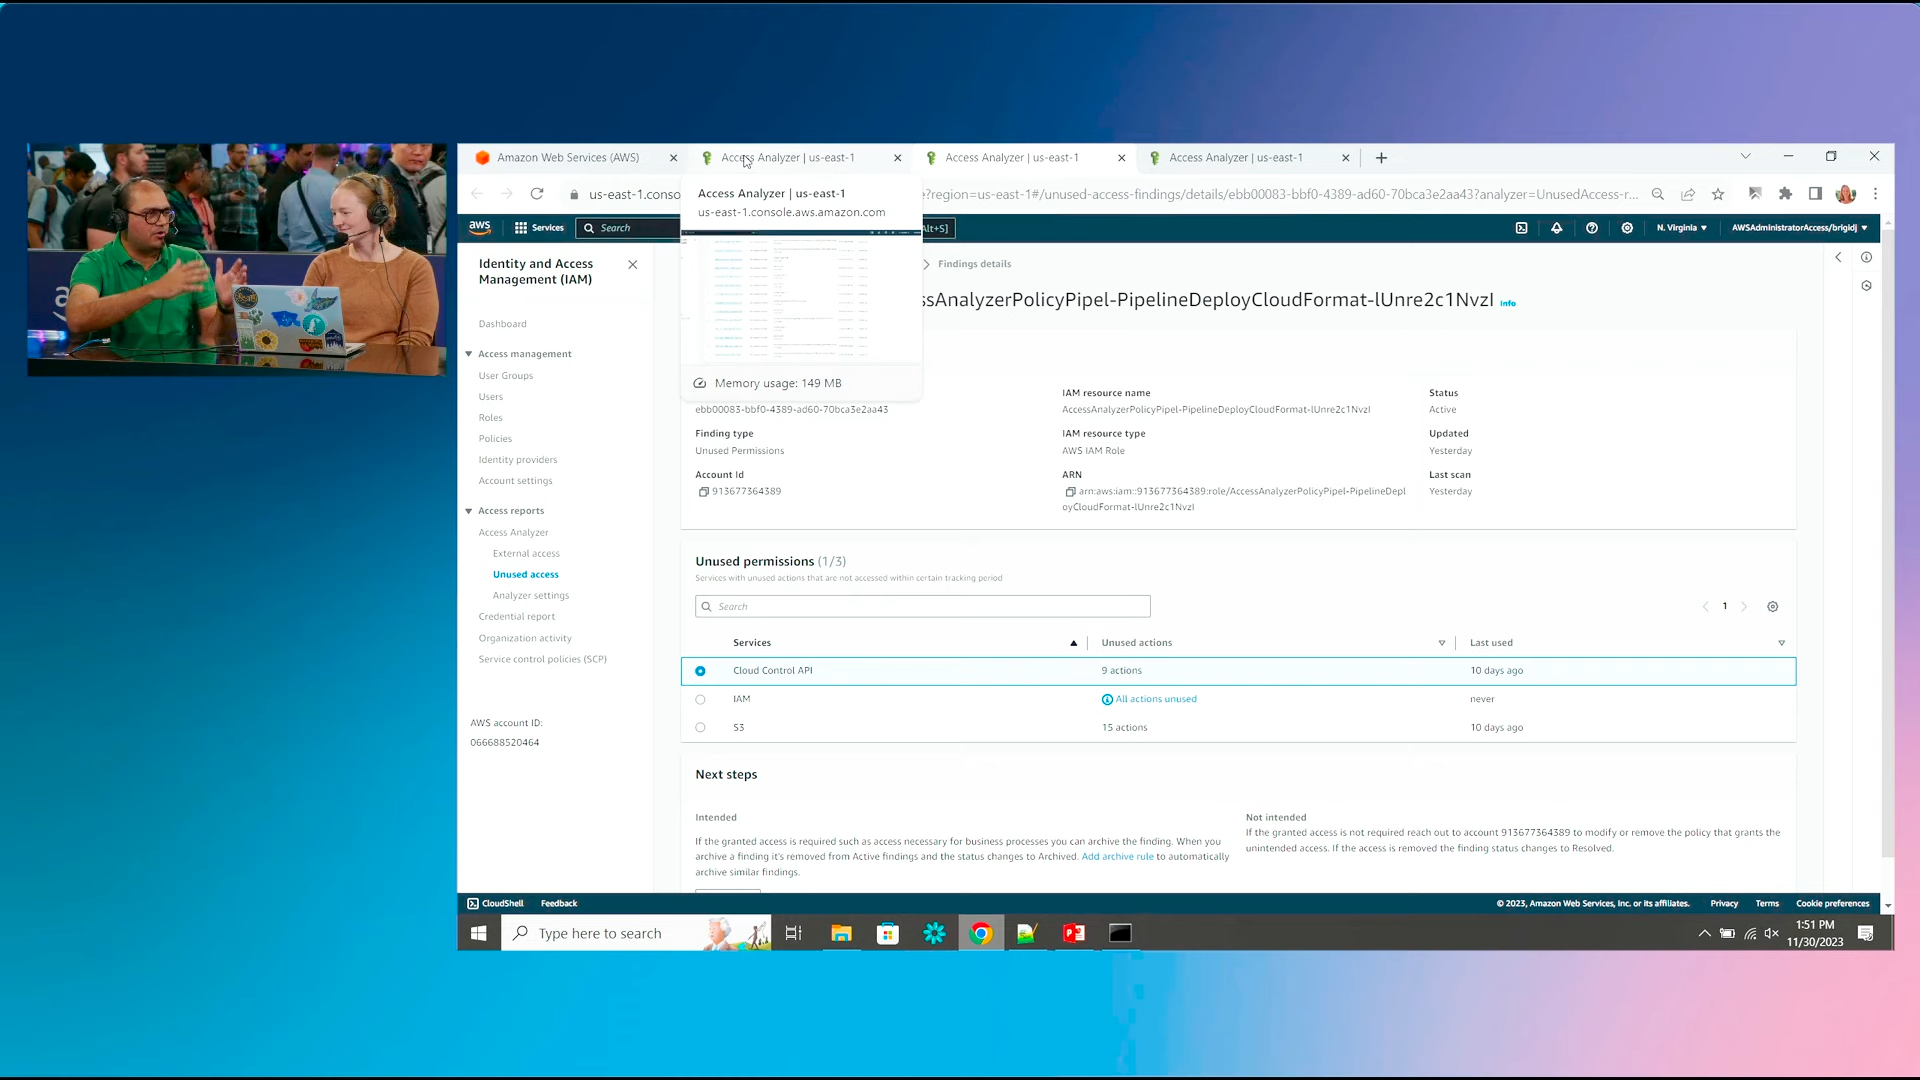 Amazon Web Services (AWS)
Access Analyzer | us-east-1
Access Analyzer | us-east-1
Access Analyzer | us-east-1
us-east-1.conso
e?region=us-east-1#/unused-access-findings/details/ebb00083-bbf0-4389-ad60-70bca3e2aa43?analyzer=UnusedAccess-r...
Access Analyzer | us-east-1
us-east-1.console.aws.amazon.com
Memory usage: 149 MB
aws
Services
Search
Alt+S]
N. Virginia
AWSAdministratorAccess/brigidj
Identity and Access
Management (IAM)
Dashboard
Access management
User Groups
Users
Roles
Policies
Identity providers
Account settings
Access reports
Access Analyzer
External access
Unused access
Analyzer settings
Credential report
Organization activity
Service control policies (SCP)
AWS account ID:
066688520464
Findings details
ssAnalyzerPolicyPipel-PipelineDeployCloudFormat-lUnre2c1NvzI Info
ebb00083-bbf0-4389-ad60-70bca3e2aa43
Finding type
Unused Permissions
Account Id
913677364389
IAM resource name
AccessAnalyzerPolicyPipel-PipelineDeployCloudFormat-lUnre2c1NvzI
IAM resource type
AWS IAM Role
ARN
arn:aws:iam::913677364389:role/AccessAnalyzerPolicyPipel-PipelineDepl
oyCloudFormat-lUnre2c1NvzI
Status
Active
Updated
Yesterday
Last scan
Yesterday
Unused permissions (1/3)
Services with unused actions that are not accessed within certain tracking period
Search
1
Services Unused actions Last used
Cloud Control API 9 actions 10 days ago
IAM All actions unused never
S3 15 actions 10 days ago
Next steps
Intended
If the granted access is required such as access necessary for business processes you can archive the finding. When you
archive a finding it's removed from Active findings and the status changes to Archived. Add archive rule to automatically
archive similar findings.
Not intended
If the granted access is not required reach out to account 913677364389 to modify or remove the policy that grants the
unintended access. If the access is removed the finding status changes to Resolved.
CloudShell
Feedback
© 2023, Amazon Web Services, Inc. or its affiliates.
Privacy
Terms
Cookie preferences
Type here to search
1:51 PM
11/30/2023